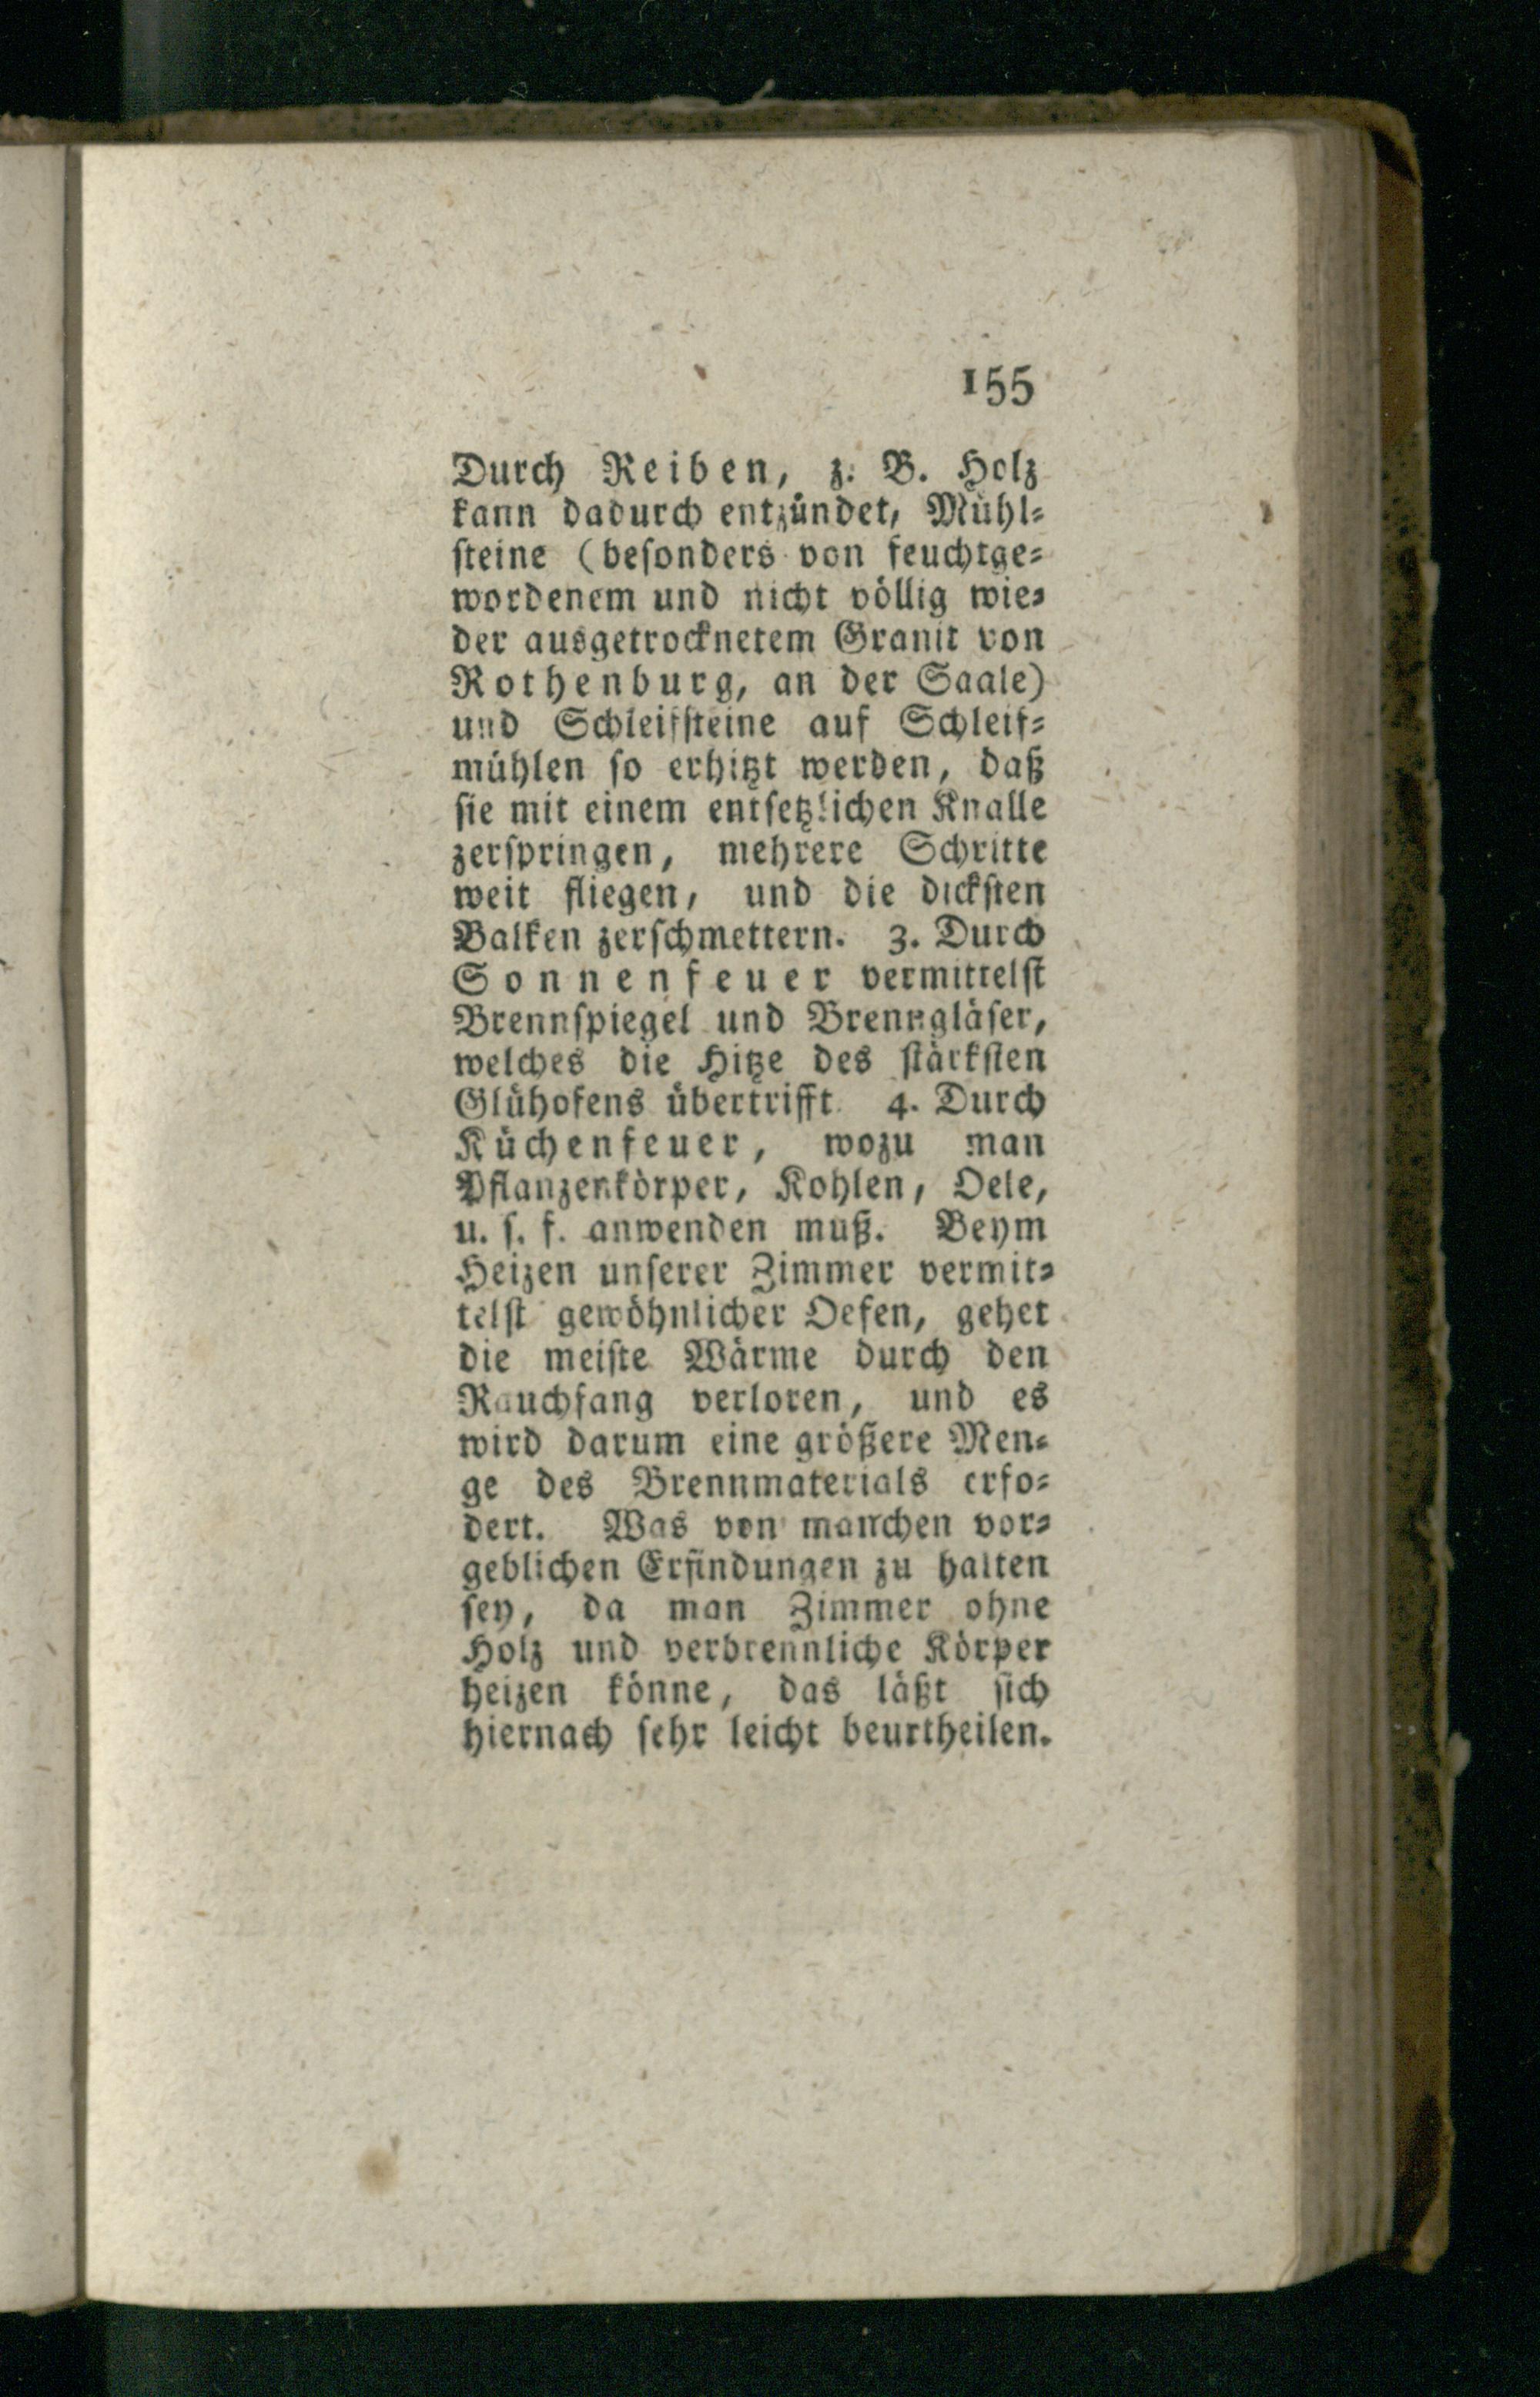 155
Durch Reiben, z. B. Holz
kann dadurch entzündet, Mühl-
steine (besonders von feuchtge-
wordenem und nicht völlig wie-
der ausgetrocknetem Granit von
Rothenburg, an der Saale)
und Schleifsteine auf Schleif-
mühlen so erhitzt werden, daß
sie mit einem entsetzlichen Knalle
zerspringen, mehrere Schritte
weit fliegen, und die dicksten
Balken zerschmettern. 3. Durch
Sonnenfeuer vermittelst
Brennspiegel und Brenngläser,
welches die Hitze des stärksten
Glühofens übertrifft. 4. Durch
Küchenfeuer, wozu man
Pflanzenkörper, Kohlen, Oele,
u. s. f. anwenden muß. Beym
Heizen unserer Zimmer vermit-
telst gewöhnlicher Oefen, gehet
die meiste Wärme durch den
Rauchfang verloren, und es
wird darum eine größere Men-
ge des Brennmaterials erfo-
dert. Was von manchen vor-
geblichen Erfindungen zu halten
sey, da man Zimmer ohne
Holz und verbrennliche Körper
heizen könne, das läßt sich
hiernach sehr leicht beurtheilen.